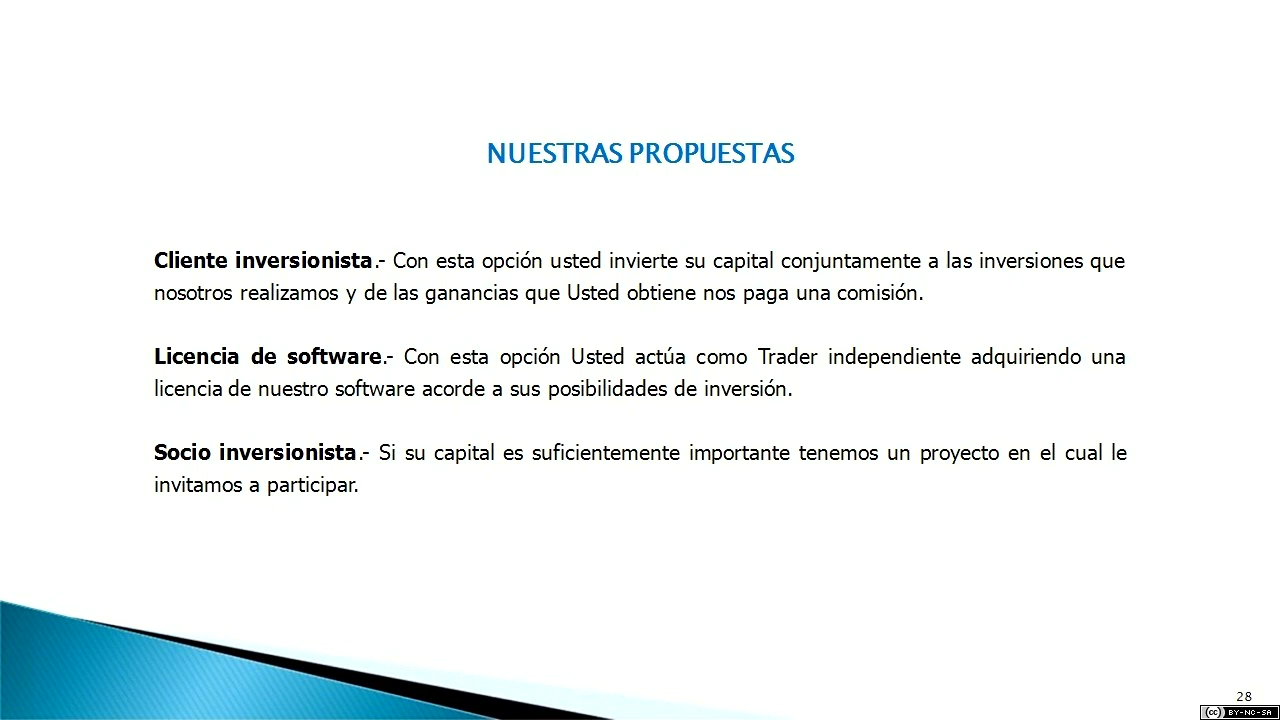 NUESTRAS PROPUESTAS
Cliente inversionista.- Con esta opción usted invierte su capital conjuntamente a las inversiones que
nosotros realizamos y de las ganancias que Usted obtiene nos paga una comisión.
Licencia de software.- Con esta opción Usted actúa como Trader independiente adquiriendo una
licencia de nuestro software acorde a sus posibilidades de inversión.
Socio inversionista.- Si su capital es suficientemente importante tenemos un proyecto en el cual le
invitamos a participar.
28
(cc) BY-NC-SA